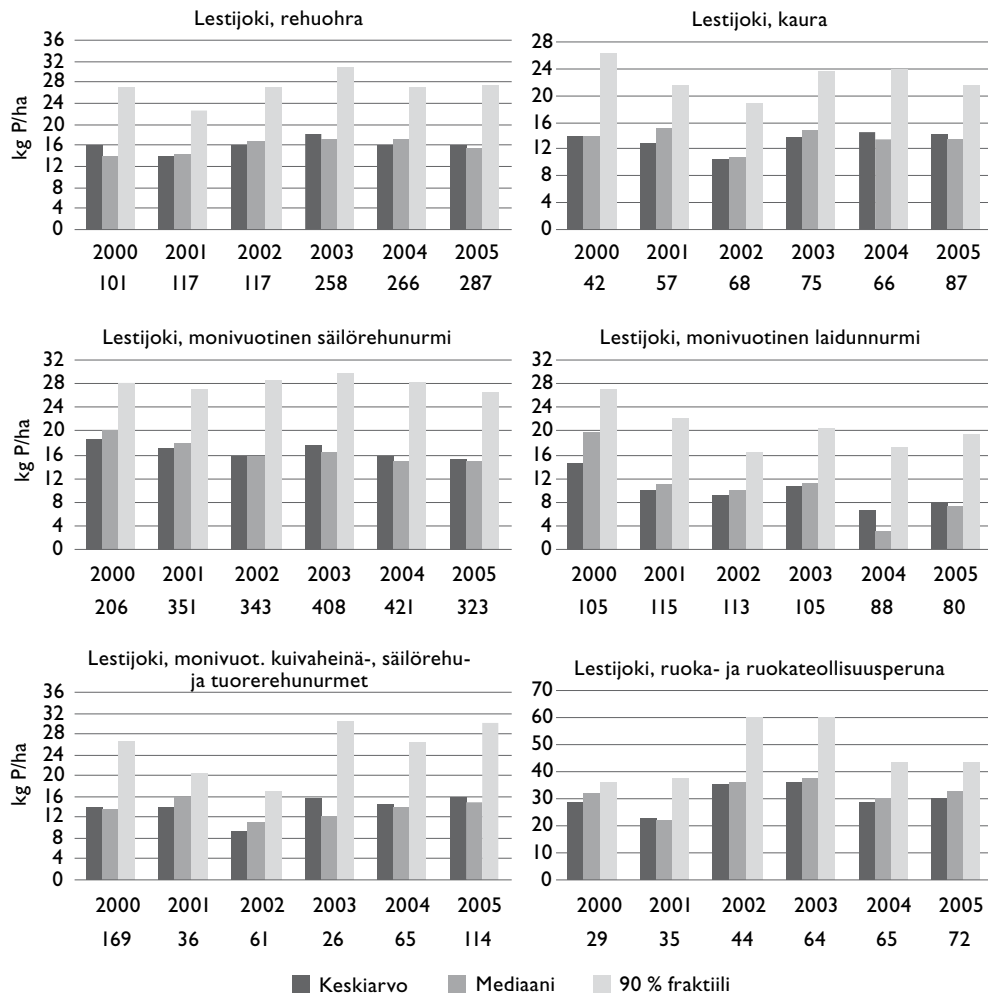 Lestijoki, rehuohra
kg P/ha
36
32
28
24
20
16
12
8
4
0
2000 2001 2002 2003 2004 2005
101 117 117 258 266 287
Lestijoki, kaura
28
24
20
16
12
8
4
0
2000 2001 2002 2003 2004 2005
42 57 68 75 66 87
Lestijoki, monivuotinen säilörehunurmi
kg P/ha
32
28
24
20
16
12
8
4
0
2000 2001 2002 2003 2004 2005
206 351 343 408 421 323
Lestijoki, monivuotinen laidunnurmi
32
28
24
20
16
12
8
4
0
2000 2001 2002 2003 2004 2005
105 115 113 105 88 80
Lestijoki, monivuot. kuivaheinä-, säilörehu-
ja tuorerehunurmet
kg P/ha
36
32
28
24
20
16
12
8
4
0
2000 2001 2002 2003 2004 2005
169 36 61 26 65 114
Lestijoki, ruoka- ja ruokateollisuusperuna
70
60
50
40
30
20
10
0
2000 2001 2002 2003 2004 2005
29 35 44 64 65 72
Keskiarvo Mediaani 90 % fraktiili